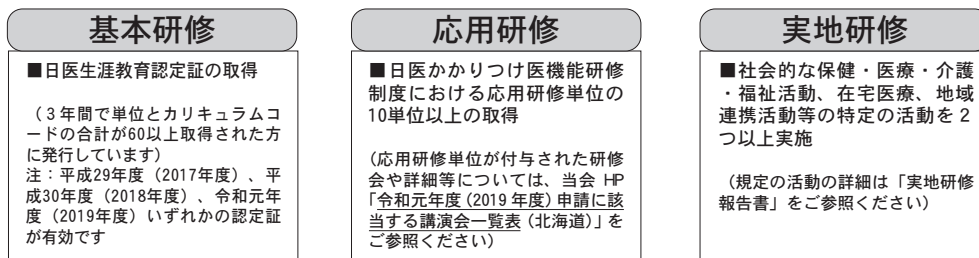 基本研修
■日医生涯教育認定証の取得
（３年間で単位とカリキュラムコ
ードの合計が60以上取得された方
に発行しています）
注：平成29年度（2017年度）、平
成30年度（2018年度）、令和元年
度（2019年度）いずれかの認定証
が有効です
応用研修
■日医かかりつけ医機能研修
制度における応用研修単位の
10単位以上の取得
（応用研修単位が付与された研修
会や詳細等については、当会 HP
「令和元年度（2019 年度）申請に該
当する講演会一覧表（北海道）」を
ご参照ください）
実地研修
■社会的な保健・医療・介護
・福祉活動、在宅医療、地域
連携活動等の特定の活動を２
つ以上実施
（規定の活動の詳細は「実地研修
報告書」をご参照ください）